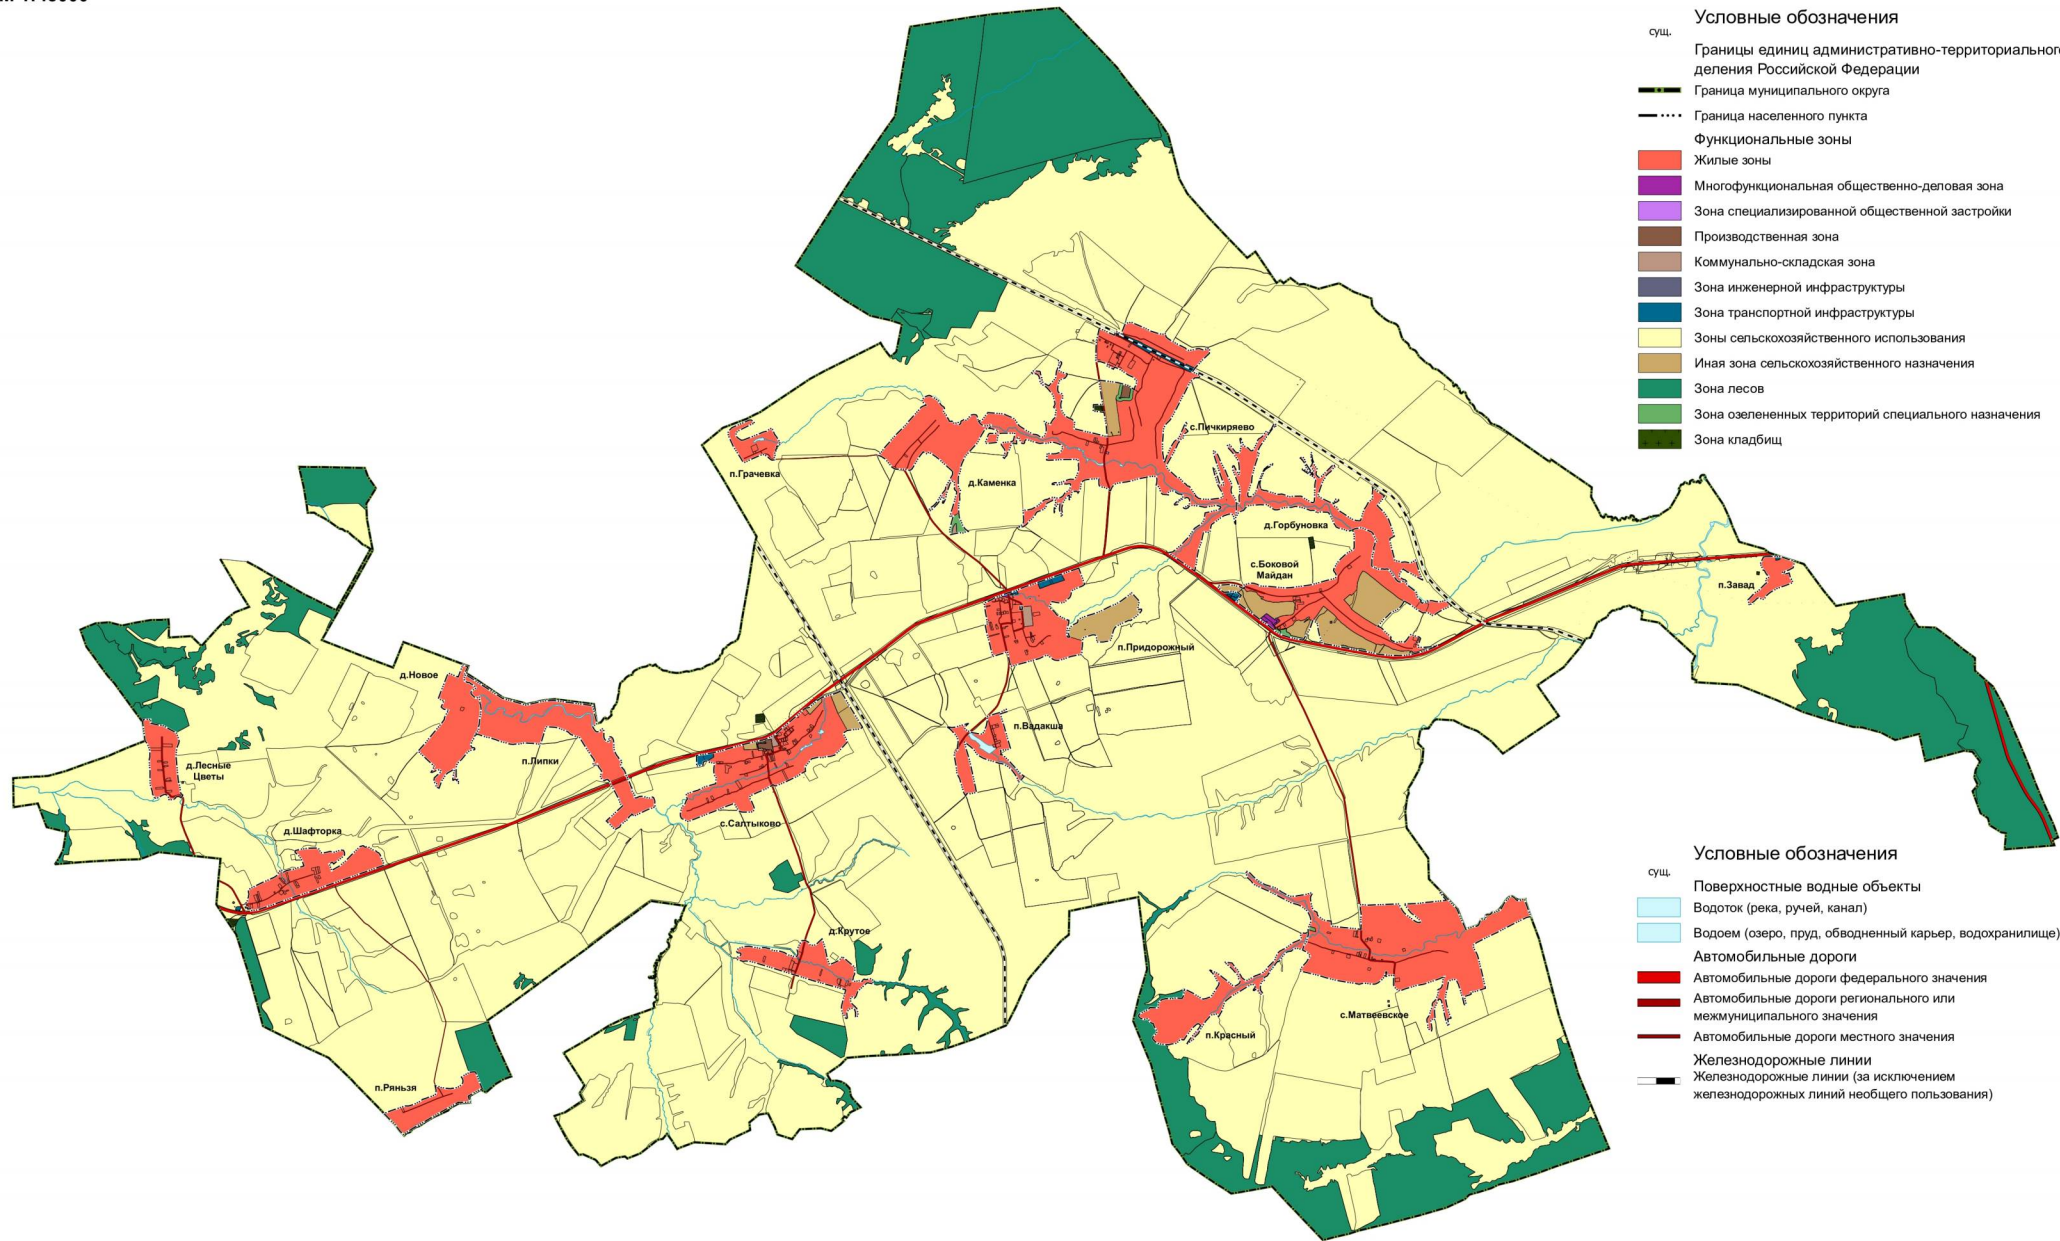 Условные обозначения
сущ.
Границы единиц административно-территориального
деления Российской Федерации
Граница муниципального округа
Граница населенного пункта
Функциональные зоны
Жилые зоны
Многофункциональная общественно-деловая зона
Зона специализированной общественной застройки
Производственная зона
Коммунально-складская зона
Зона инженерной инфраструктуры
Зона транспортной инфраструктуры
Зоны сельскохозяйственного использования
Иная зона сельскохозяйственного назначения
Зона лесов
Зона озелененных территорий специального назначения
Зона кладбищ
с.Пичкиряево
п.Грачевка
д.Каменка
д.Горбуновка
с.Боковой
Майдан
п.Завад
п.Придорожный
д.Новое
п.Вадакша
п.Липки
д.Лесные
Цветы
с.Салтыково
д.Шафторка
д.Крутое
с.Матвеевское
п.Красный
п.Ряньзя
Условные обозначения
сущ.
Поверхностные водные объекты
Водоток (река, ручей, канал)
Водоем (озеро, пруд, обводненный карьер, водохранилище)
Автомобильные дороги
Автомобильные дороги федерального значения
Автомобильные дороги регионального или
межмуниципального значения
Автомобильные дороги местного значения
Железнодорожные линии
Железнодорожные линии (за исключением
железнодорожных линий необщего пользования)